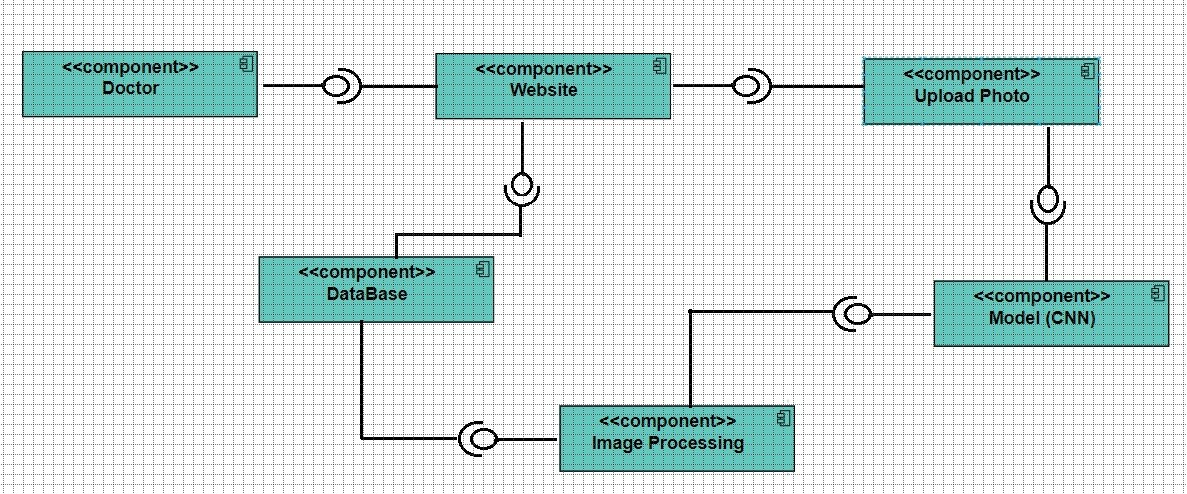 <<component>>
Doctor
<<component>>
Website
<<component>>
Upload Photo
<<component>>
DataBase
<<component>>
Model (CNN)
<<component>>
Image Processing